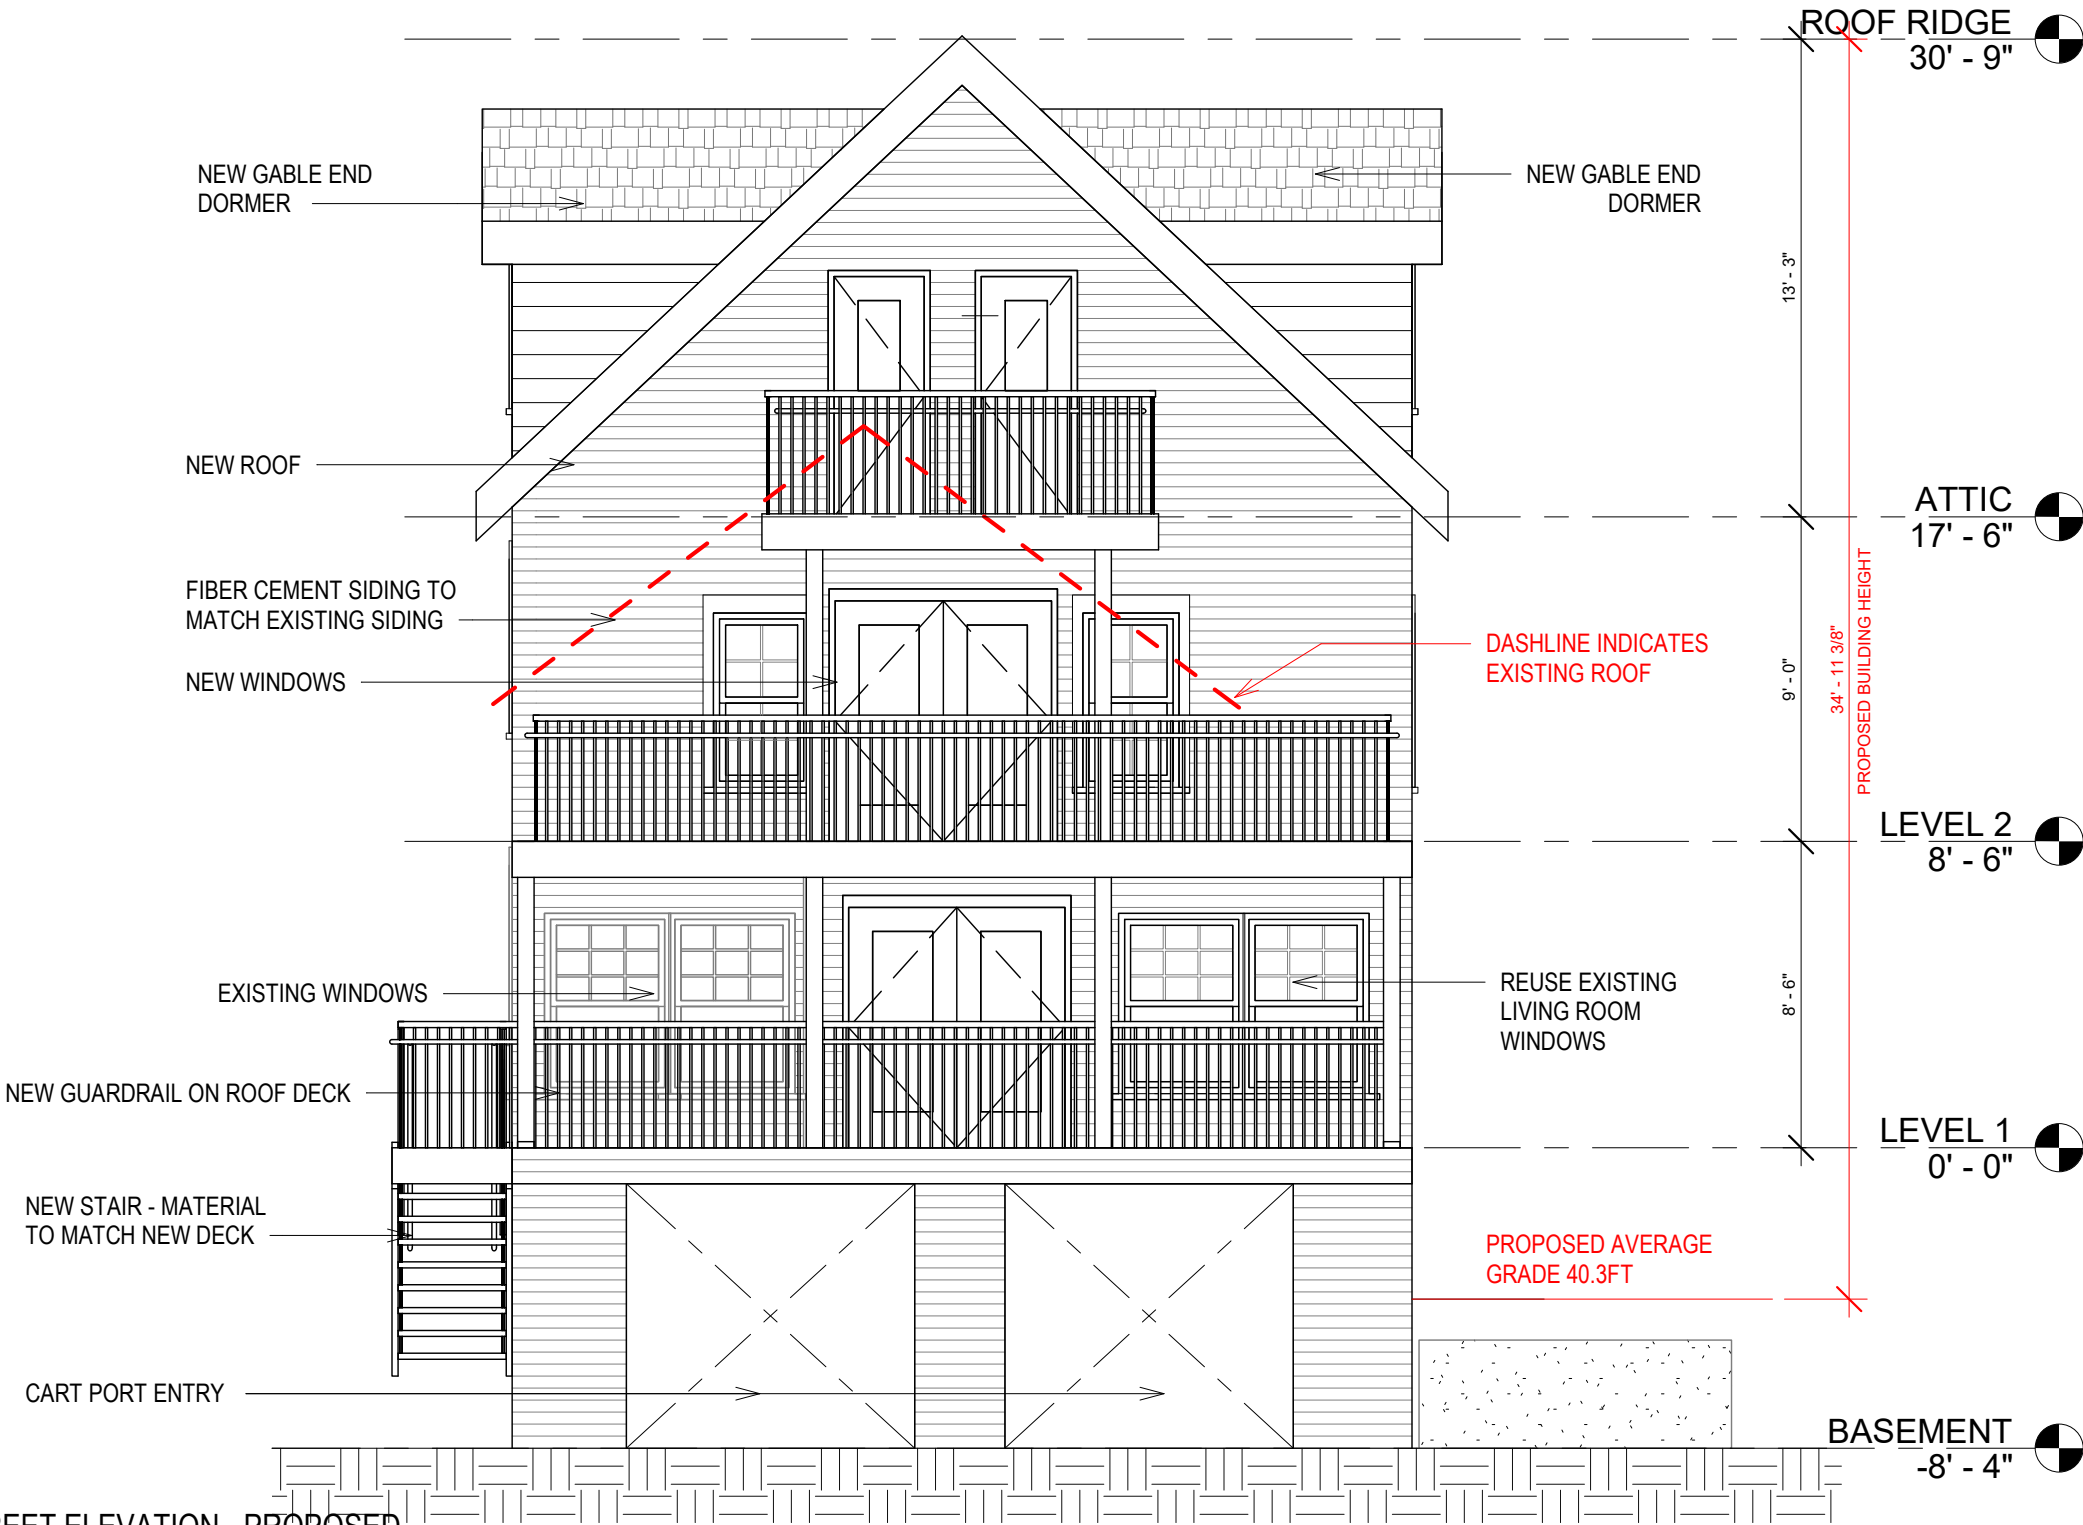 ROOF RIDGE
30' - 9"
NEW GABLE END
DORMER
NEW GABLE END
DORMER
13' - 3"
NEW ROOF
ATTIC
17' - 6"
FIBER CEMENT SIDING TO
MATCH EXISTING SIDING
NEW WINDOWS
DASHLINE INDICATES
EXISTING ROOF
9' - 0"
34' - 11 3/8"
PROPOSED BUILDING HEIGHT
LEVEL 2
8' - 6"
EXISTING WINDOWS
REUSE EXISTING
LIVING ROOM
WINDOWS
8' - 6"
NEW GUARDRAIL ON ROOF DECK
LEVEL 1
0' - 0"
NEW STAIR - MATERIAL
TO MATCH NEW DECK
PROPOSED AVERAGE
GRADE 40.3FT
CART PORT ENTRY
BASEMENT
-8' - 4"
ELEVATION - PROPOSED